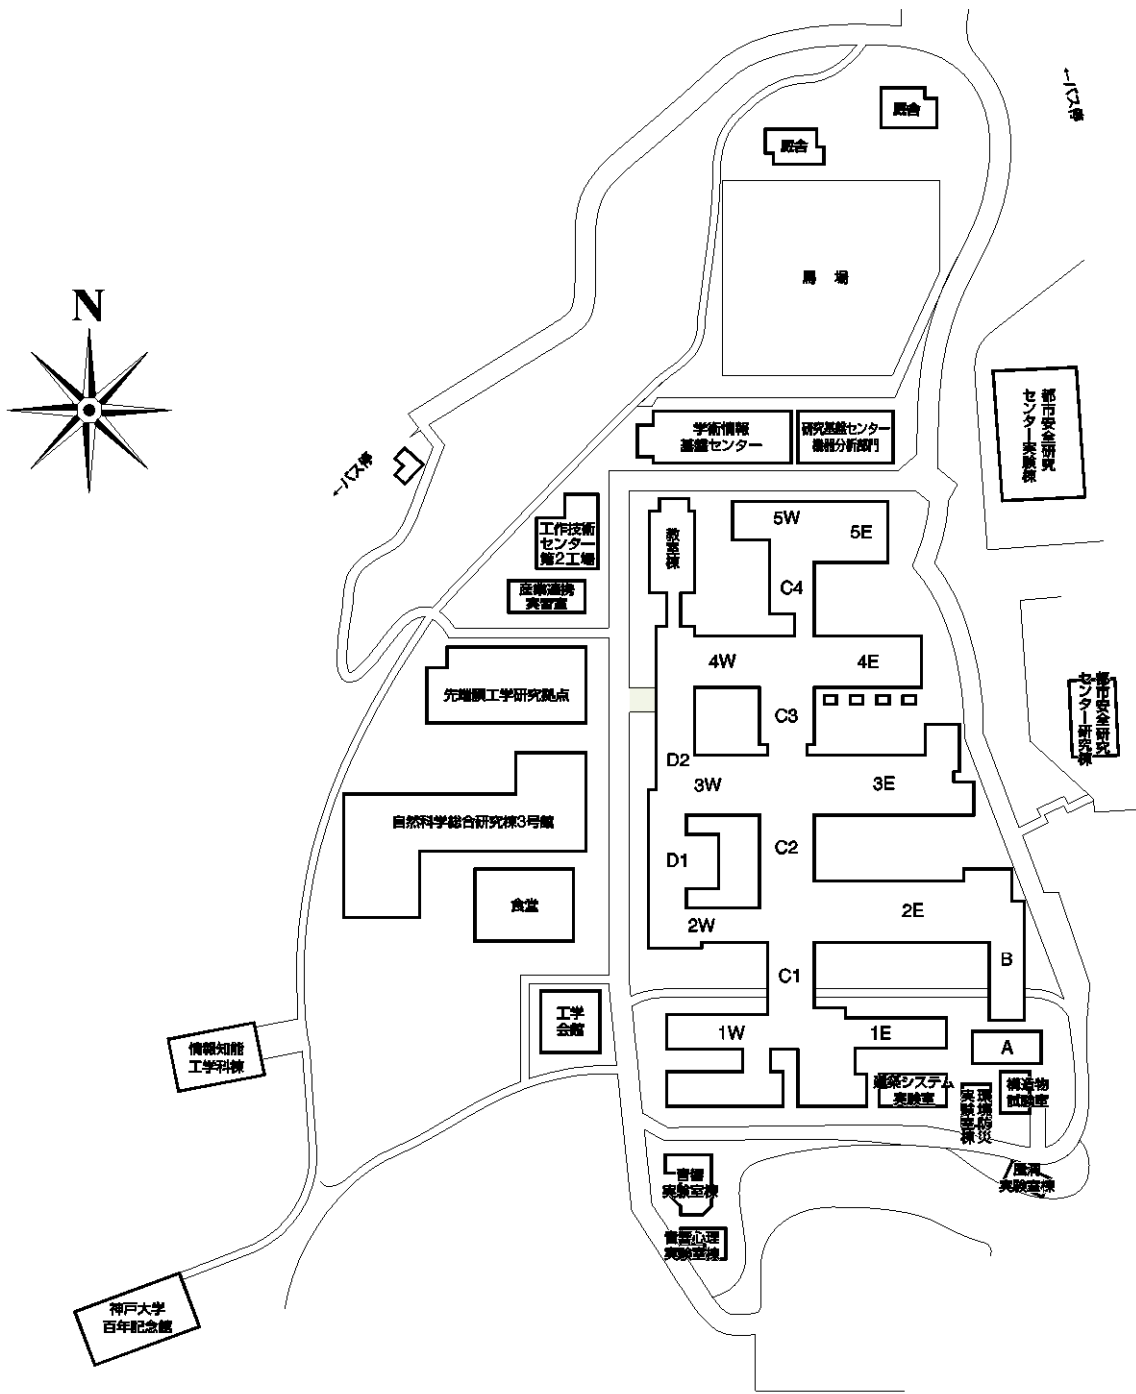 ←バス停
厩舎
厩舎
馬 場
N
学術情報
基盤センター
研究基盤センター
機器分析部門
都市安全研究
センター実験棟
←バス停
工作技術
センター
第2工場
産業連携
実習室
教室棟
5W
5E
C4
4W
4E
先端膜工学研究拠点
都市安全研究
センター研究棟
C3
D2
3W
3E
自然科学総合研究棟3号館
C2
D1
食堂
2W
2E
B
C1
工学
会館
1W
1E
A
情報知能
工学科棟
建築システム
実験室
環境防災
実験室棟
構造物
試験室
音響
実験室棟
風洞
実験室棟
音響心理
実験室棟
神戸大学
百年記念館